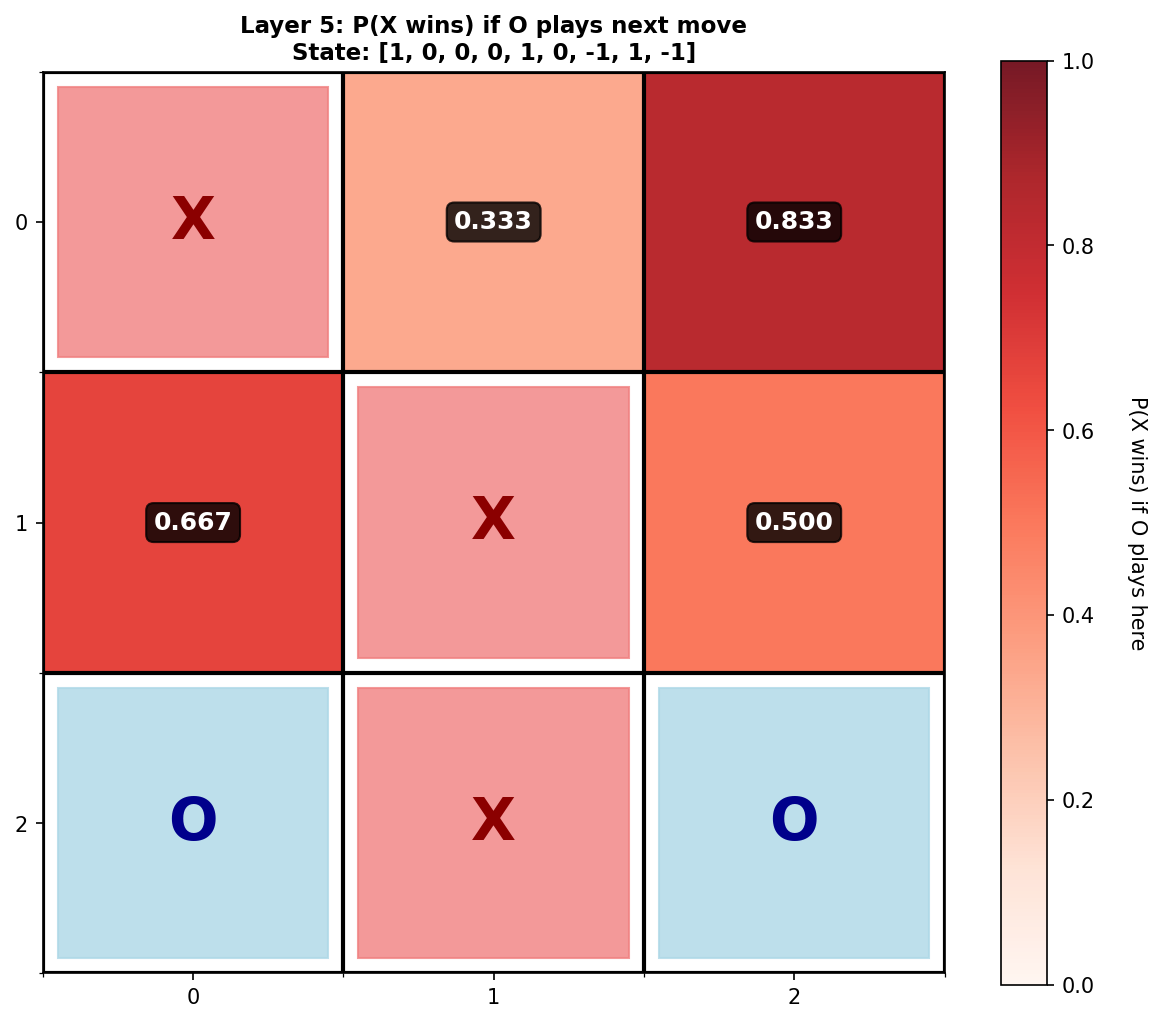 Layer 5: P(X wins) if O plays next move
State: [1, 0, 0, 0, 1, 0, -1, 1, -1]
X
0.333
0.833
0.667
X
0.500
O
X
O
0
1
2
0
1
2
1.0
0.8
0.6
0.4
0.2
0.0
P(X wins) if O plays here